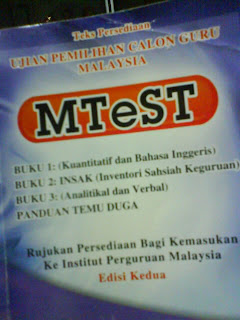 Teks Persediaan
UJIAN PEMILIHAN CALON GURU
MALAYSIA
MTeST
BUKU 1: (Kuantitatif dan Bahasa Inggeris)
BUKU 2: INSAK (Inventori Sahsiah Keguruan)
BUKU 3: (Analitikal dan Verbal)
PANDUAN TEMU DUGA
Rujukan Persediaan Bagi Kemasukan
Ke Institut Perguruan Malaysia
Edisi Kedua